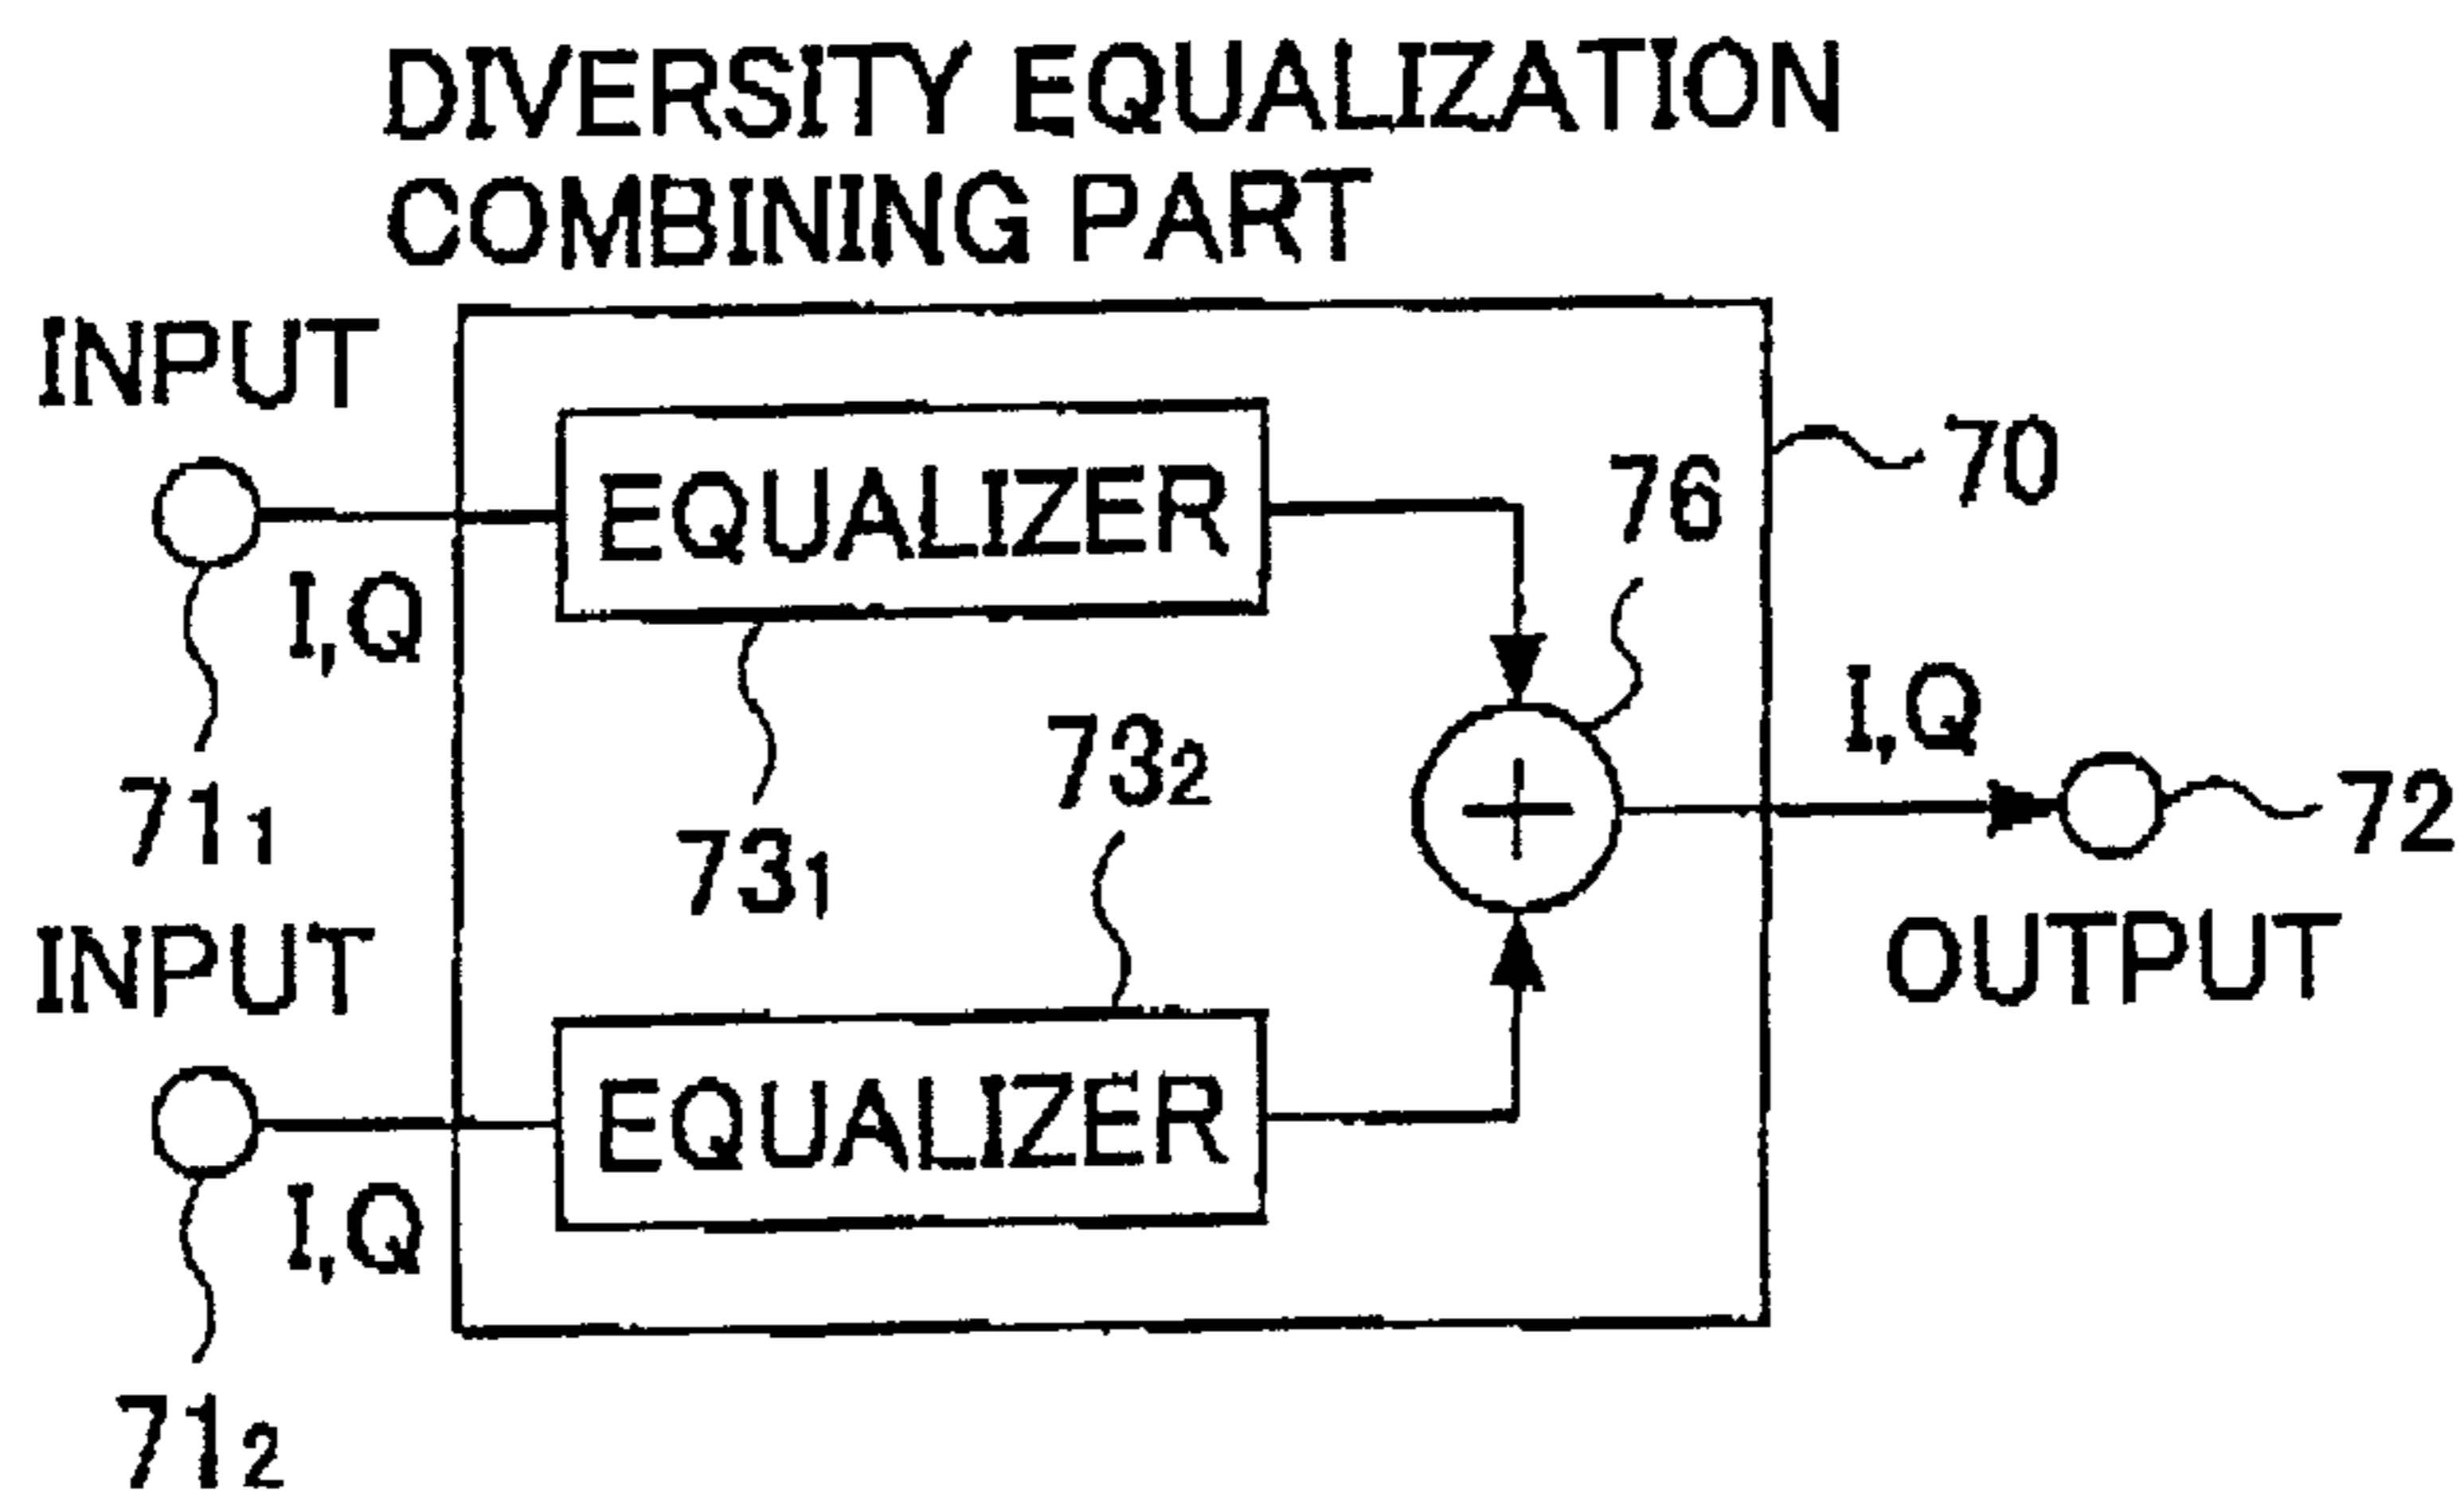 DIVERSITY EQUALIZATION
COMBINING PART
INPUT
EQUALIZER
70
76
I,Q
I,Q
73₂
71₁
73₁
72
INPUT
OUTPUT
EQUALIZER
I,Q
71₂